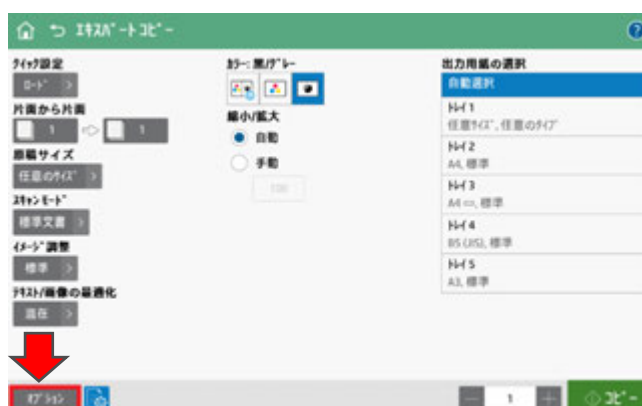 ｴｷｽﾊﾟｰﾄｺﾋﾟｰ
?
ｸｲｯｸ設定
ﾛｰﾄﾞ >
片面から片面
1 1
原稿サイズ
任意のｻｲｽﾞ >
ｽｷｬﾝﾓｰﾄﾞ
標準文書 >
ｲﾒｰｼﾞ調整
標準 >
ﾃｷｽﾄ/画像の最適化
混在 >
ｵﾌﾟｼｮﾝ
ｶﾗｰ: 黒/ｸﾞﾚｰ
縮小/拡大
自動
手動
100
出力用紙の選択
自動選択
ﾄﾚｲ 1
任意ｻｲｽﾞ, 任意のﾀｲﾌﾟ
ﾄﾚｲ 2
A4, 標準
ﾄﾚｲ 3
A4 ▭, 標準
ﾄﾚｲ 4
B5 (JIS), 標準
ﾄﾚｲ 5
A3, 標準
1
ｺﾋﾟｰ